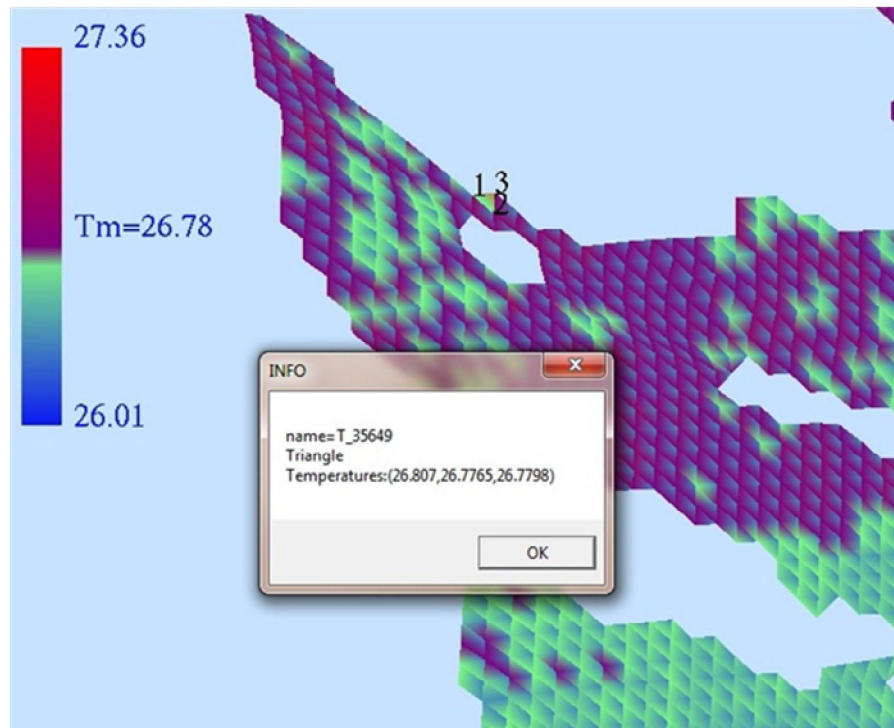 27.36
Tm=26.78
26.01
1 3
2
INFO
name=T_35649
Triangle
Temperatures:(26.807,26.7765,26.7798)
OK